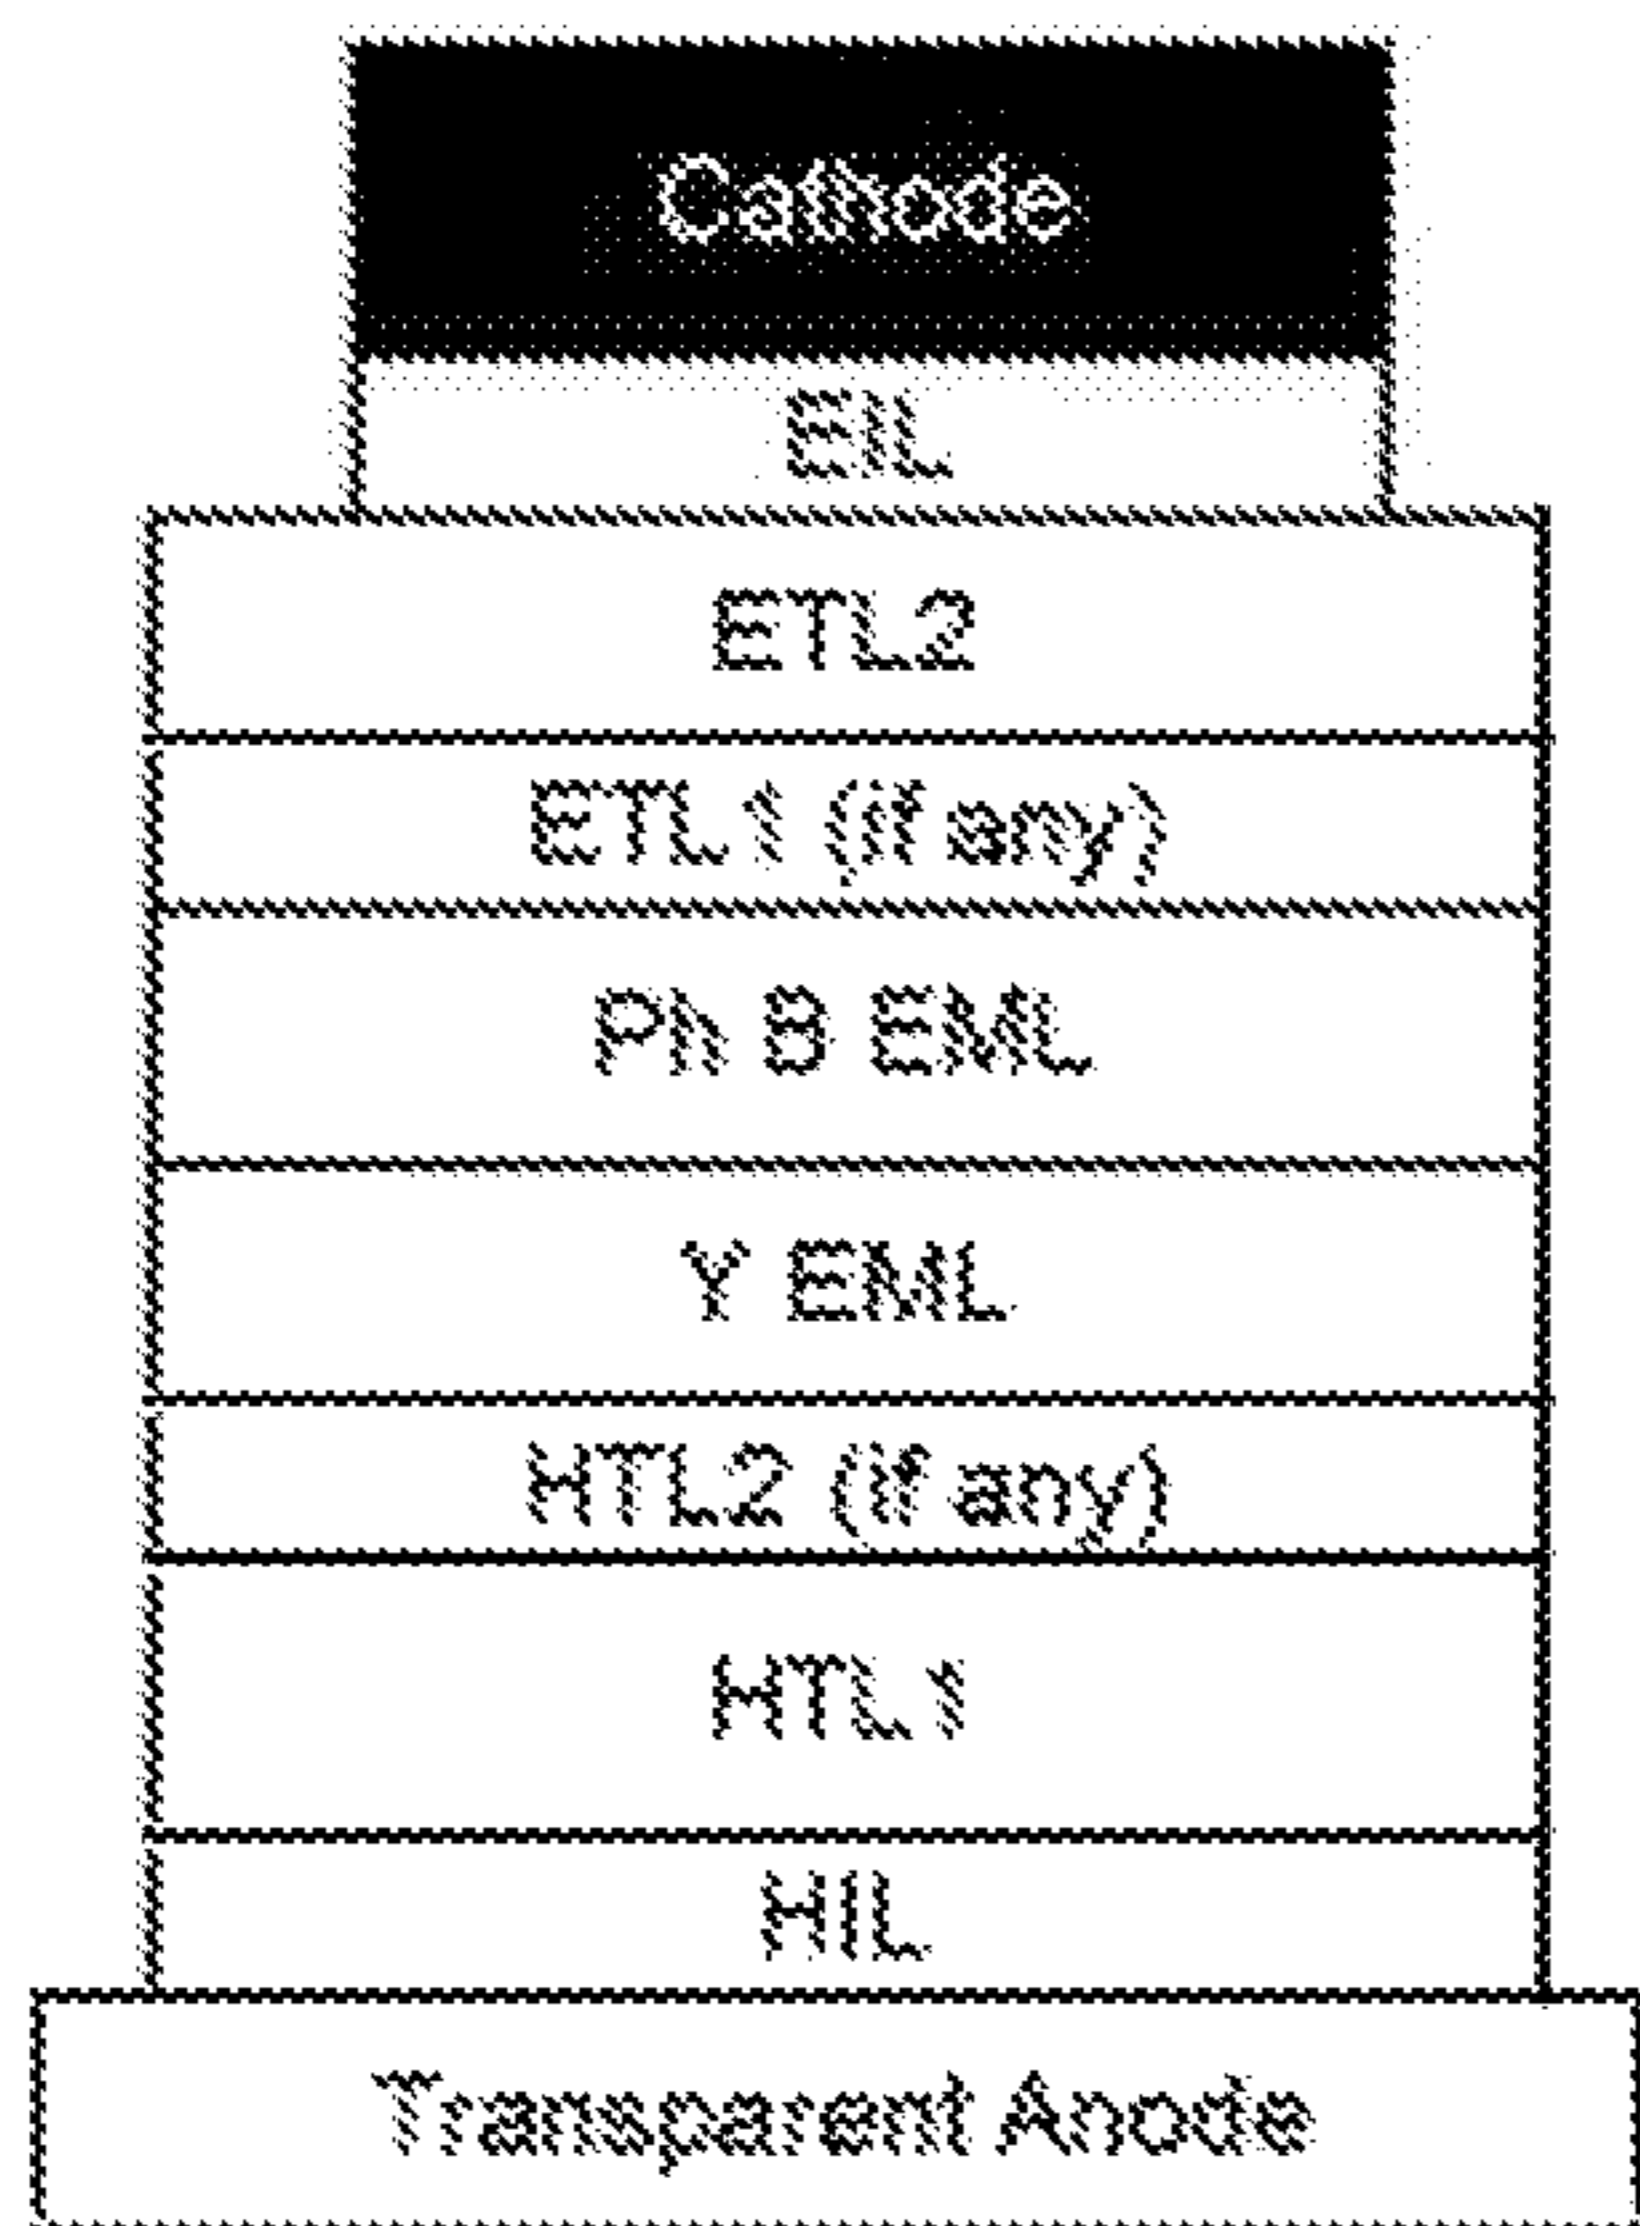 Cathode
EIL
ETL2
ETL1 (if any)
Ph B EML
Y EML
HTL2 (if any)
HTL1
HIL
Transparent Anode